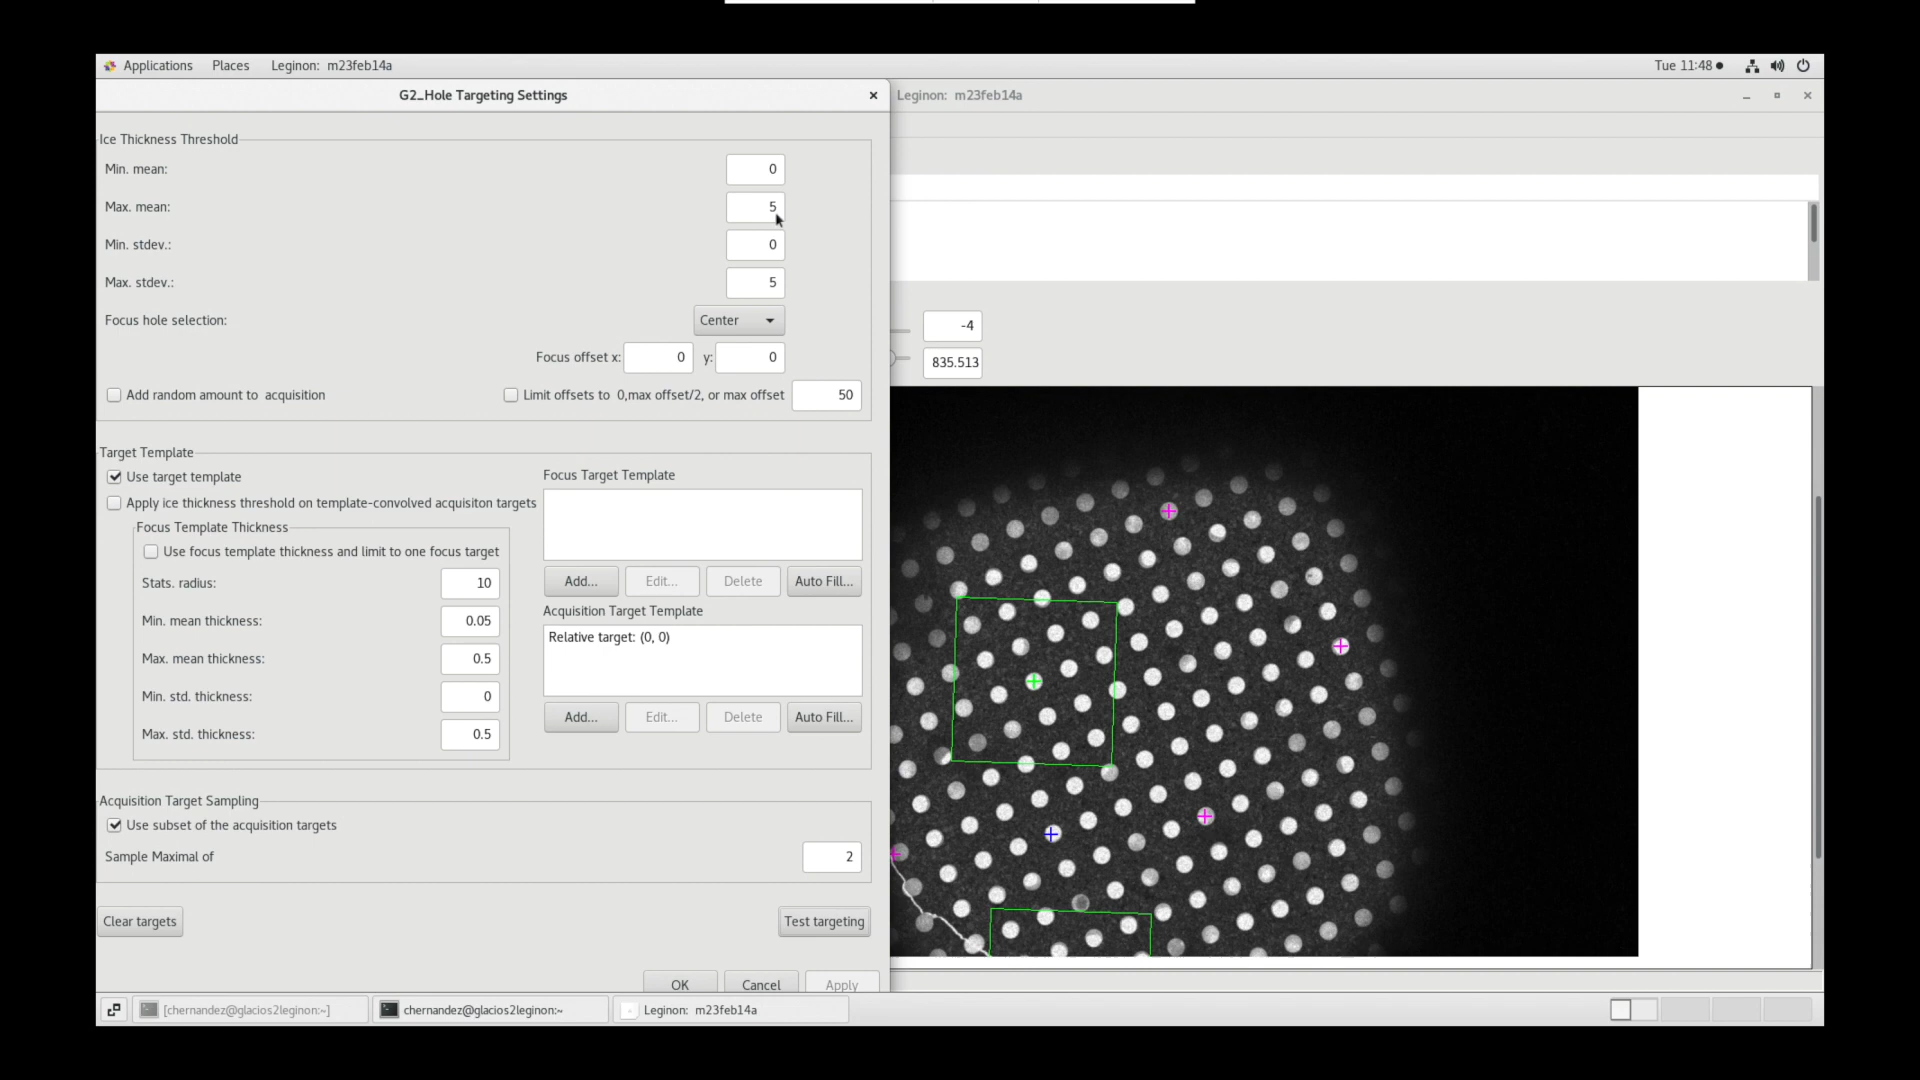 Applications Places Leginon: m23feb14a Tue 11:48
G2_Hole Targeting Settings
Leginon: m23feb14a
Ice Thickness Threshold
Min. mean: 0
Max. mean: 5
Min. stdev.: 0
Max. stdev.: 5
Focus hole selection: Center
Focus offset x: 0 y: 0
Add random amount to acquisition
Limit offsets to 0,max offset/2, or max offset 50
-4
835.513
Target Template
Use target template
Apply ice thickness threshold on template-convolved acquisiton targets
Focus Template Thickness
Use focus template thickness and limit to one focus target
Stats. radius: 10
Min. mean thickness: 0.05
Max. mean thickness: 0.5
Min. std. thickness: 0
Max. std. thickness: 0.5
Focus Target Template
Add... Edit... Delete Auto Fill...
Acquisition Target Template
Relative target: (0, 0)
Add... Edit... Delete Auto Fill...
Acquisition Target Sampling
Use subset of the acquisition targets
Sample Maximal of 2
Clear targets Test targeting
OK Cancel Apply
[chernandez@glacios2leginon:~] chernandez@glacios2leginon:~ Leginon: m23feb14a